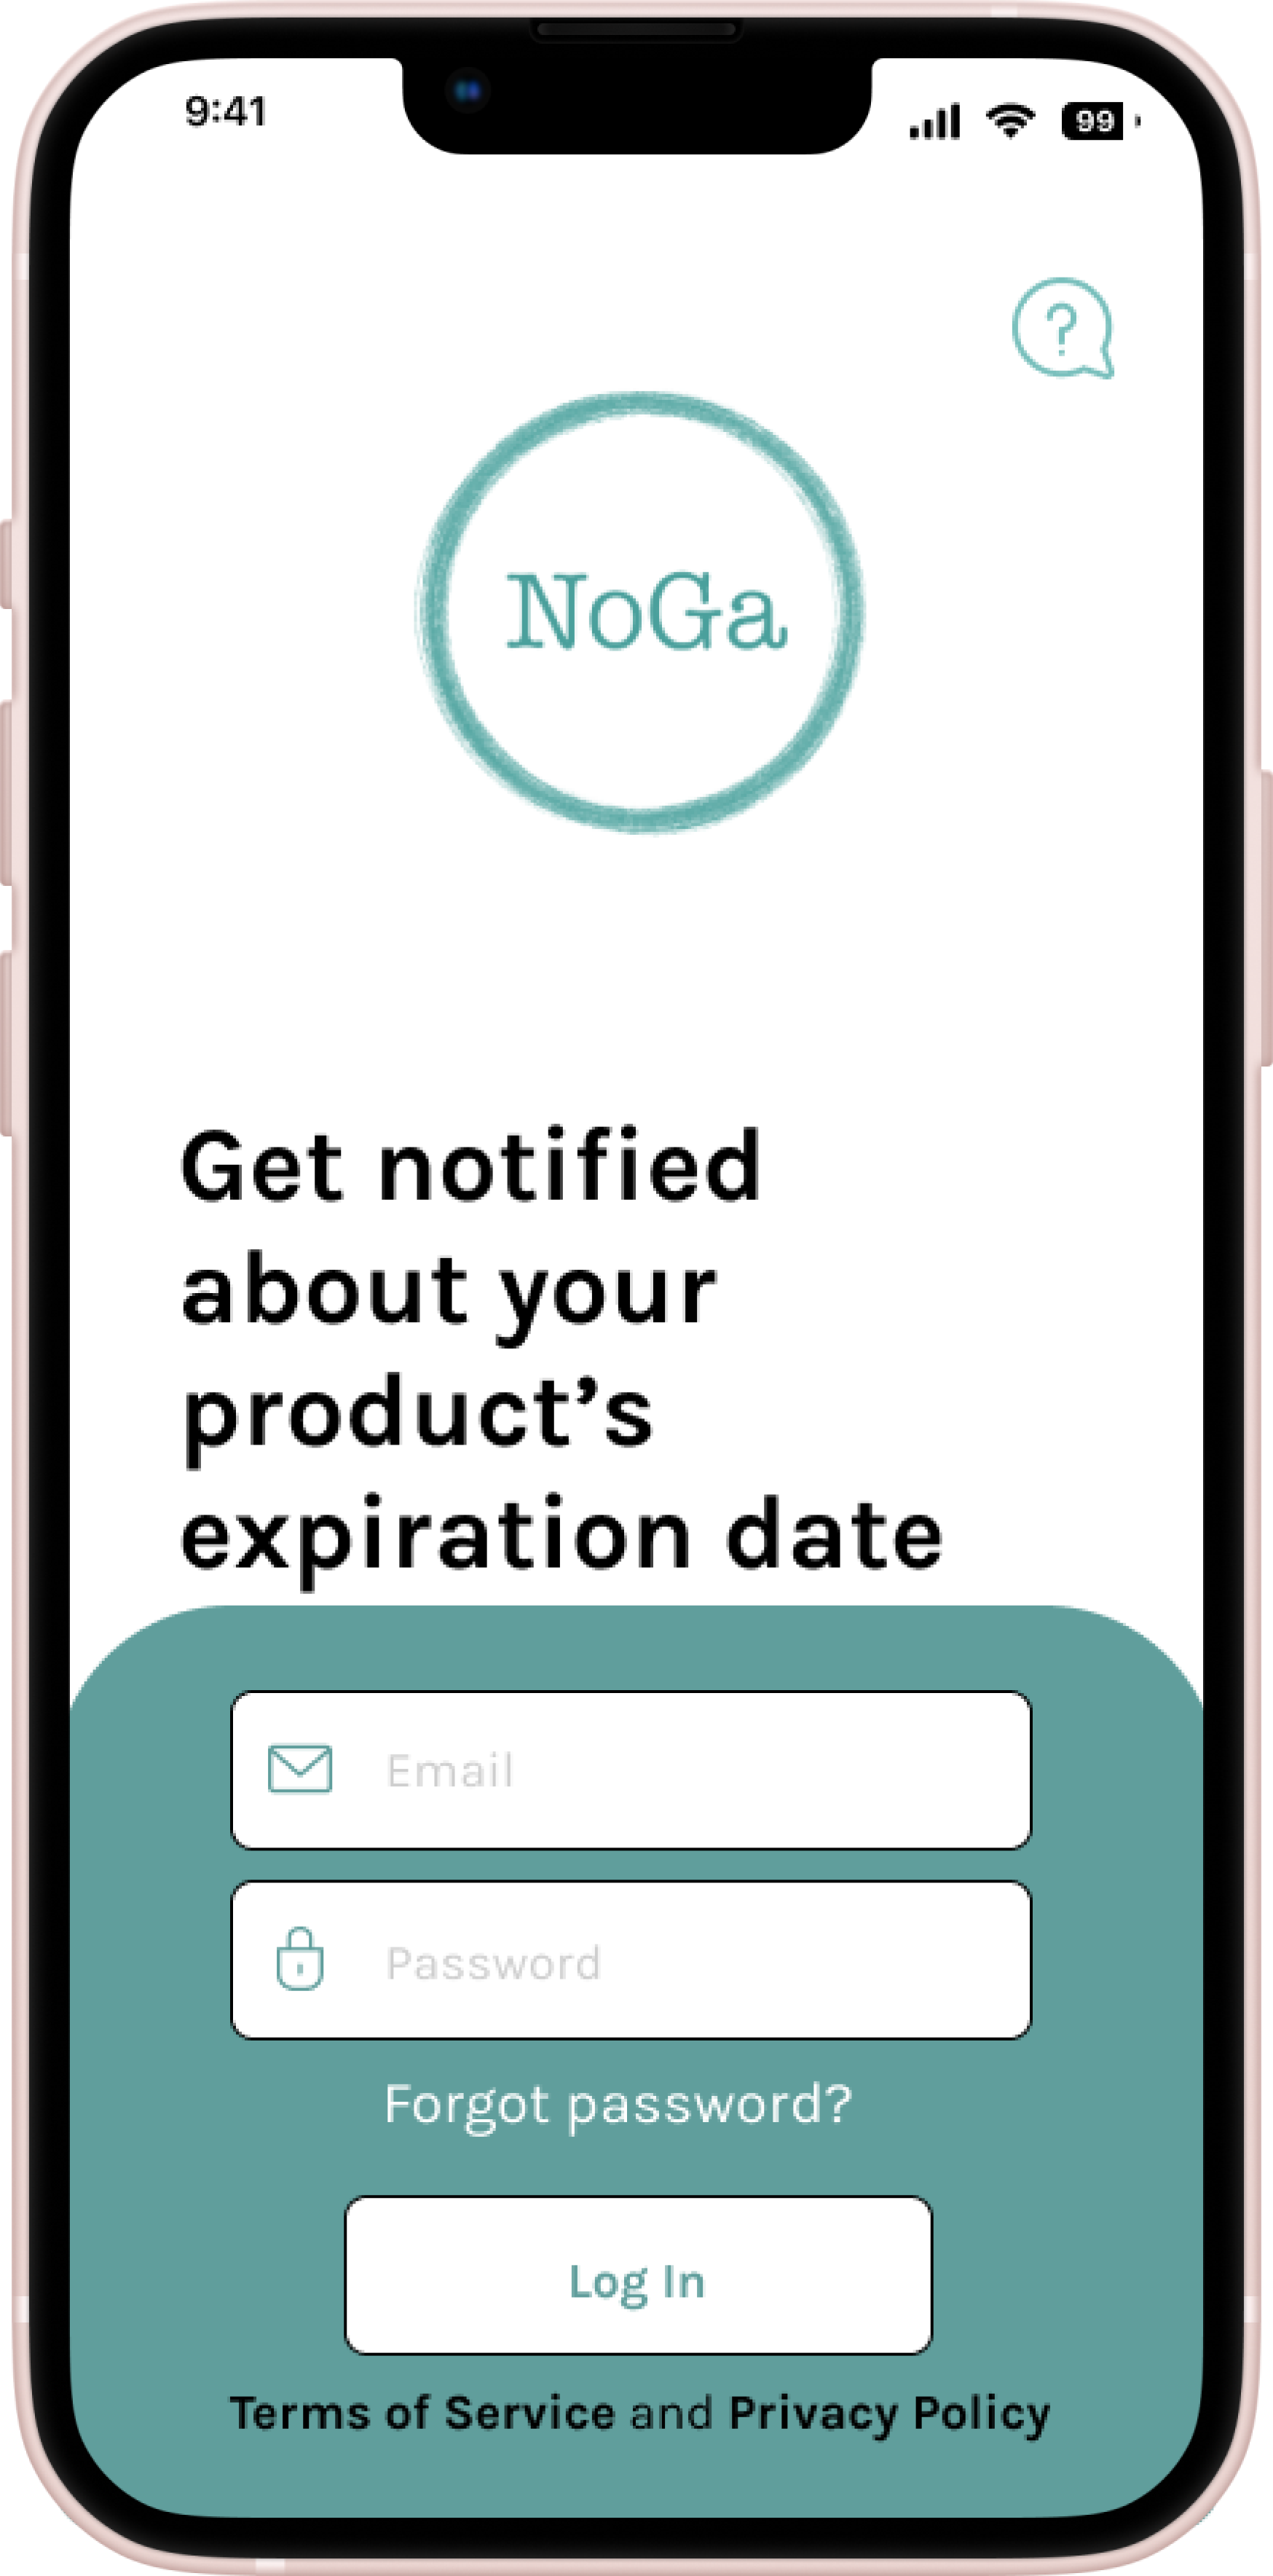 9:41
99
?
NoGa
Get notified
about your
product’s
expiration date
Email
Password
Forgot password?
Log In
Terms of Service and Privacy Policy